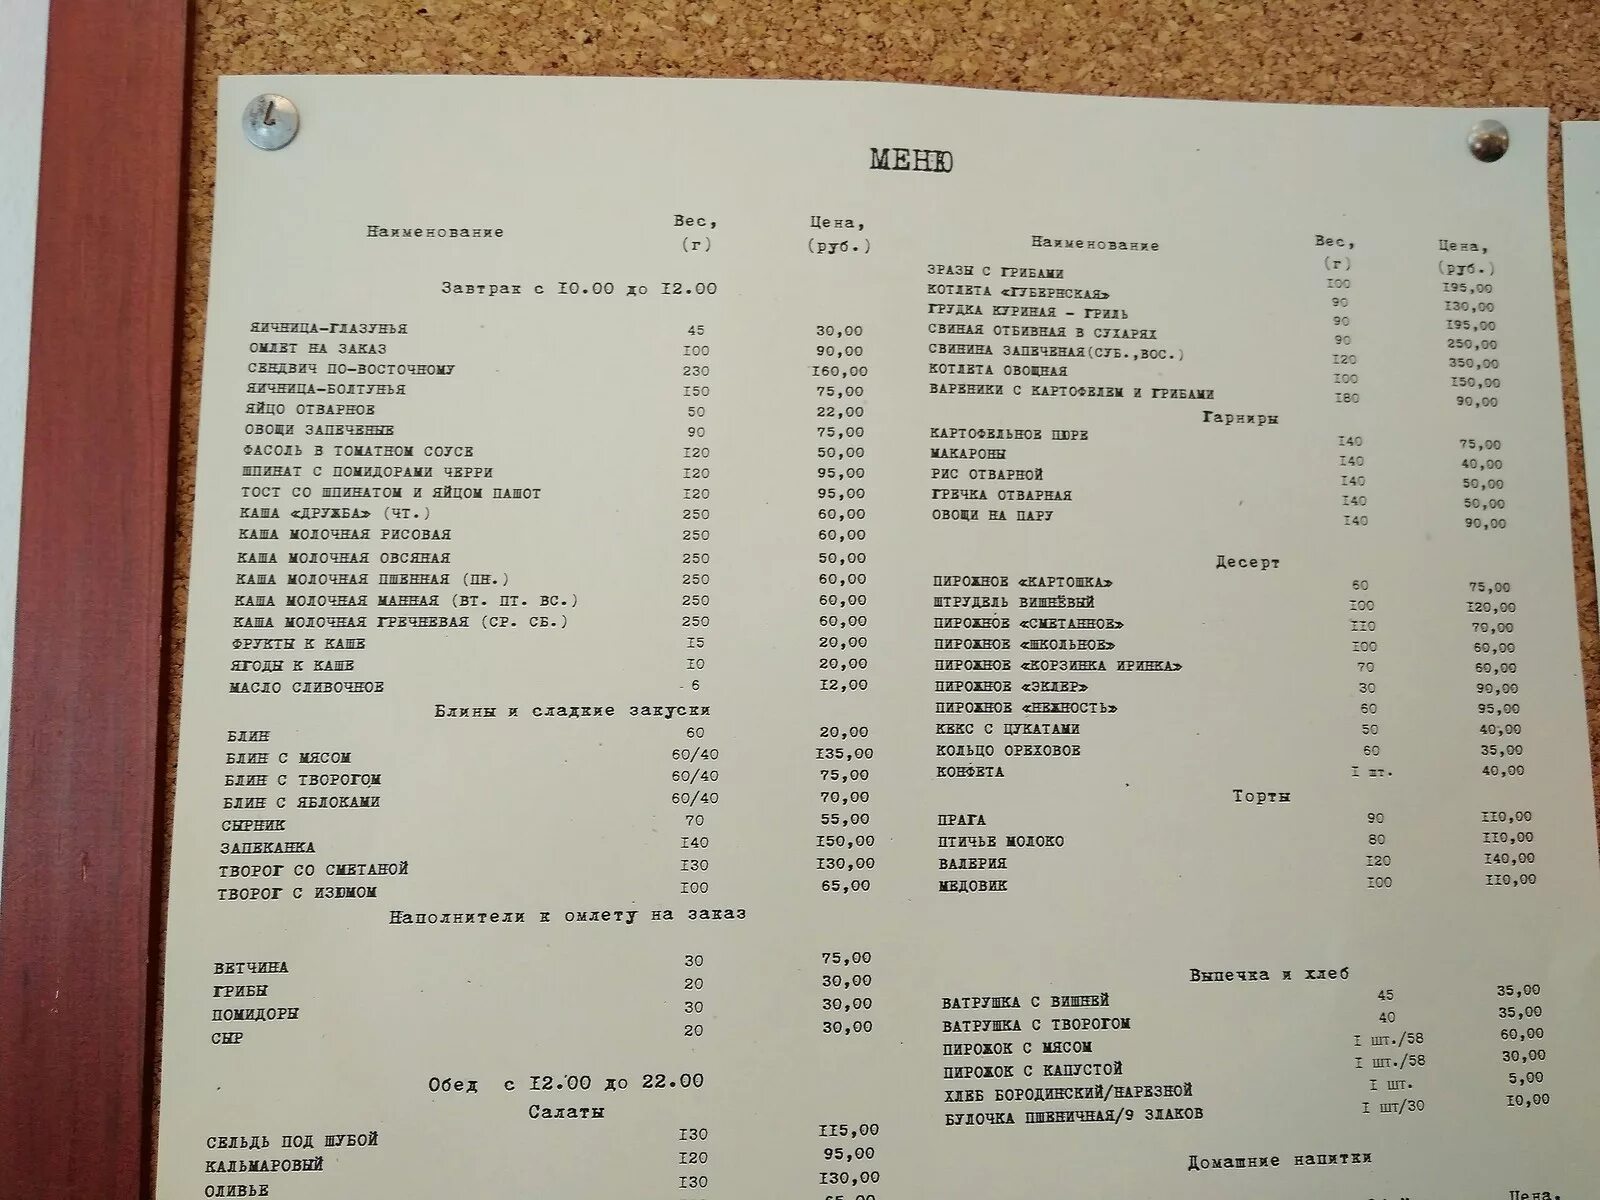 МЕНЮ
Наименование Вес, (г) Цена, (руб.)
Завтрак с 10.00 до 12.00
ЯИЧНИЦА-ГЛАЗУНЬЯ 45 30,00
ОМЛЕТ НА ЗАКАЗ 100 90,00
СЕНДВИЧ ПО-ВОСТОЧНОМУ 230 160,00
ЯИЧНИЦА-БОЛТУНЬЯ 150 75,00
ЯЙЦО ОТВАРНОЕ 50 22,00
ОВОЩИ ЗАПЕЧЕНЫЕ 90 75,00
ФАСОЛЬ В ТОМАТНОМ СОУСЕ 120 50,00
ШПИНАТ С ПОМИДОРАМИ ЧЕРРИ 120 95,00
ТОСТ СО ШПИНАТОМ И ЯЙЦОМ ПАШОТ 120 95,00
КАША «ДРУЖБА» (ЧТ.) 250 60,00
КАША МОЛОЧНАЯ РИСОВАЯ 250 60,00
КАША МОЛОЧНАЯ ОВСЯНАЯ 250 50,00
КАША МОЛОЧНАЯ ПШЕННАЯ (ПН.) 250 60,00
КАША МОЛОЧНАЯ МАННАЯ (ВТ. ПТ. ВС.) 250 60,00
КАША МОЛОЧНАЯ ГРЕЧНЕВАЯ (СР. СБ.) 250 60,00
ФРУКТЫ К КАШЕ 15 20,00
ЯГОДЫ К КАШЕ 10 20,00
МАСЛО СЛИВОЧНОЕ 6 12,00
Блины и сладкие закуски
БЛИН 60 20,00
БЛИН С МЯСОМ 60/40 135,00
БЛИН С ТВОРОГОМ 60/40 75,00
БЛИН С ЯБЛОКАМИ 60/40 70,00
СЫРНИК 70 55,00
ЗАПЕКАНКА 140 150,00
ТВОРОГ СО СМЕТАНОЙ 130 130,00
ТВОРОГ С ИЗЮМОМ 100 65,00
Наполнители к омлету на заказ
ВЕТЧИНА 30 75,00
ГРИБЫ 20 30,00
ПОМИДОРЫ 30 30,00
СЫР 20 30,00
Обед с 12.00 до 22.00
Салаты
СЕЛЬДЬ ПОД ШУБОЙ 130 115,00
КАЛЬМАРОВЫЙ 120 95,00
ОЛИВЬЕ 130 130,00
Наименование Вес, (г) Цена, (руб.)
ЗРАЗЫ С ГРИБАМИ 100 195,00
КОТЛЕТА «ГУБЕРНСКАЯ» 90 130,00
ГРУДКА КУРИНАЯ - ГРИЛЬ 90 195,00
СВИНАЯ ОТБИВНАЯ В СУХАРЯХ 90 250,00
СВИНИНА ЗАПЕЧЕНАЯ(СУБ.,ВОС.) 120 350,00
КОТЛЕТА ОВОЩНАЯ 100 150,00
ВАРЕНИКИ С КАРТОФЕЛЕМ И ГРИБАМИ 180 90,00
Гарниры
КАРТОФЕЛЬНОЕ ПЮРЕ 140 75,00
МАКАРОНЫ 140 40,00
РИС ОТВАРНОЙ 140 50,00
ГРЕЧКА ОТВАРНАЯ 140 50,00
ОВОЩИ НА ПАРУ 140 90,00
Десерт
ПИРОЖНОЕ «КАРТОШКА» 60 75,00
ШТРУДЕЛЬ ВИШНЁВЫЙ 100 120,00
ПИРОЖНОЕ «СМЕТАННОЕ» 110 70,00
ПИРОЖНОЕ «ШКОЛЬНОЕ» 100 60,00
ПИРОЖНОЕ «КОРЗИНКА ИРИНКА» 70 60,00
ПИРОЖНОЕ «ЭКЛЕР» 30 90,00
ПИРОЖНОЕ «НЕЖНОСТЬ» 60 95,00
КЕКС С ЦУКАТАМИ 50 40,00
КОЛЬЦО ОРЕХОВОЕ 60 35,00
КОНФЕТА 1 шт. 40,00
Торты
ПРАГА 90 110,00
ПТИЧЬЕ МОЛОКО 80 110,00
ВАЛЕРИЯ 120 140,00
МЕДОВИК 100 110,00
Выпечка и хлеб
ВАТРУШКА С ВИШНЕЙ 45 35,00
ВАТРУШКА С ТВОРОГОМ 40 35,00
ПИРОЖОК С МЯСОМ 1 шт./58 60,00
ПИРОЖОК С КАПУСТОЙ 1 шт./58 30,00
ХЛЕБ БОРОДИНСКИЙ/НАРЕЗНОЙ 1 шт. 5,00
БУЛОЧКА ПШЕНИЧНАЯ/9 ЗЛАКОВ 1 шт/30 10,00
Домашние напитки
Цена,